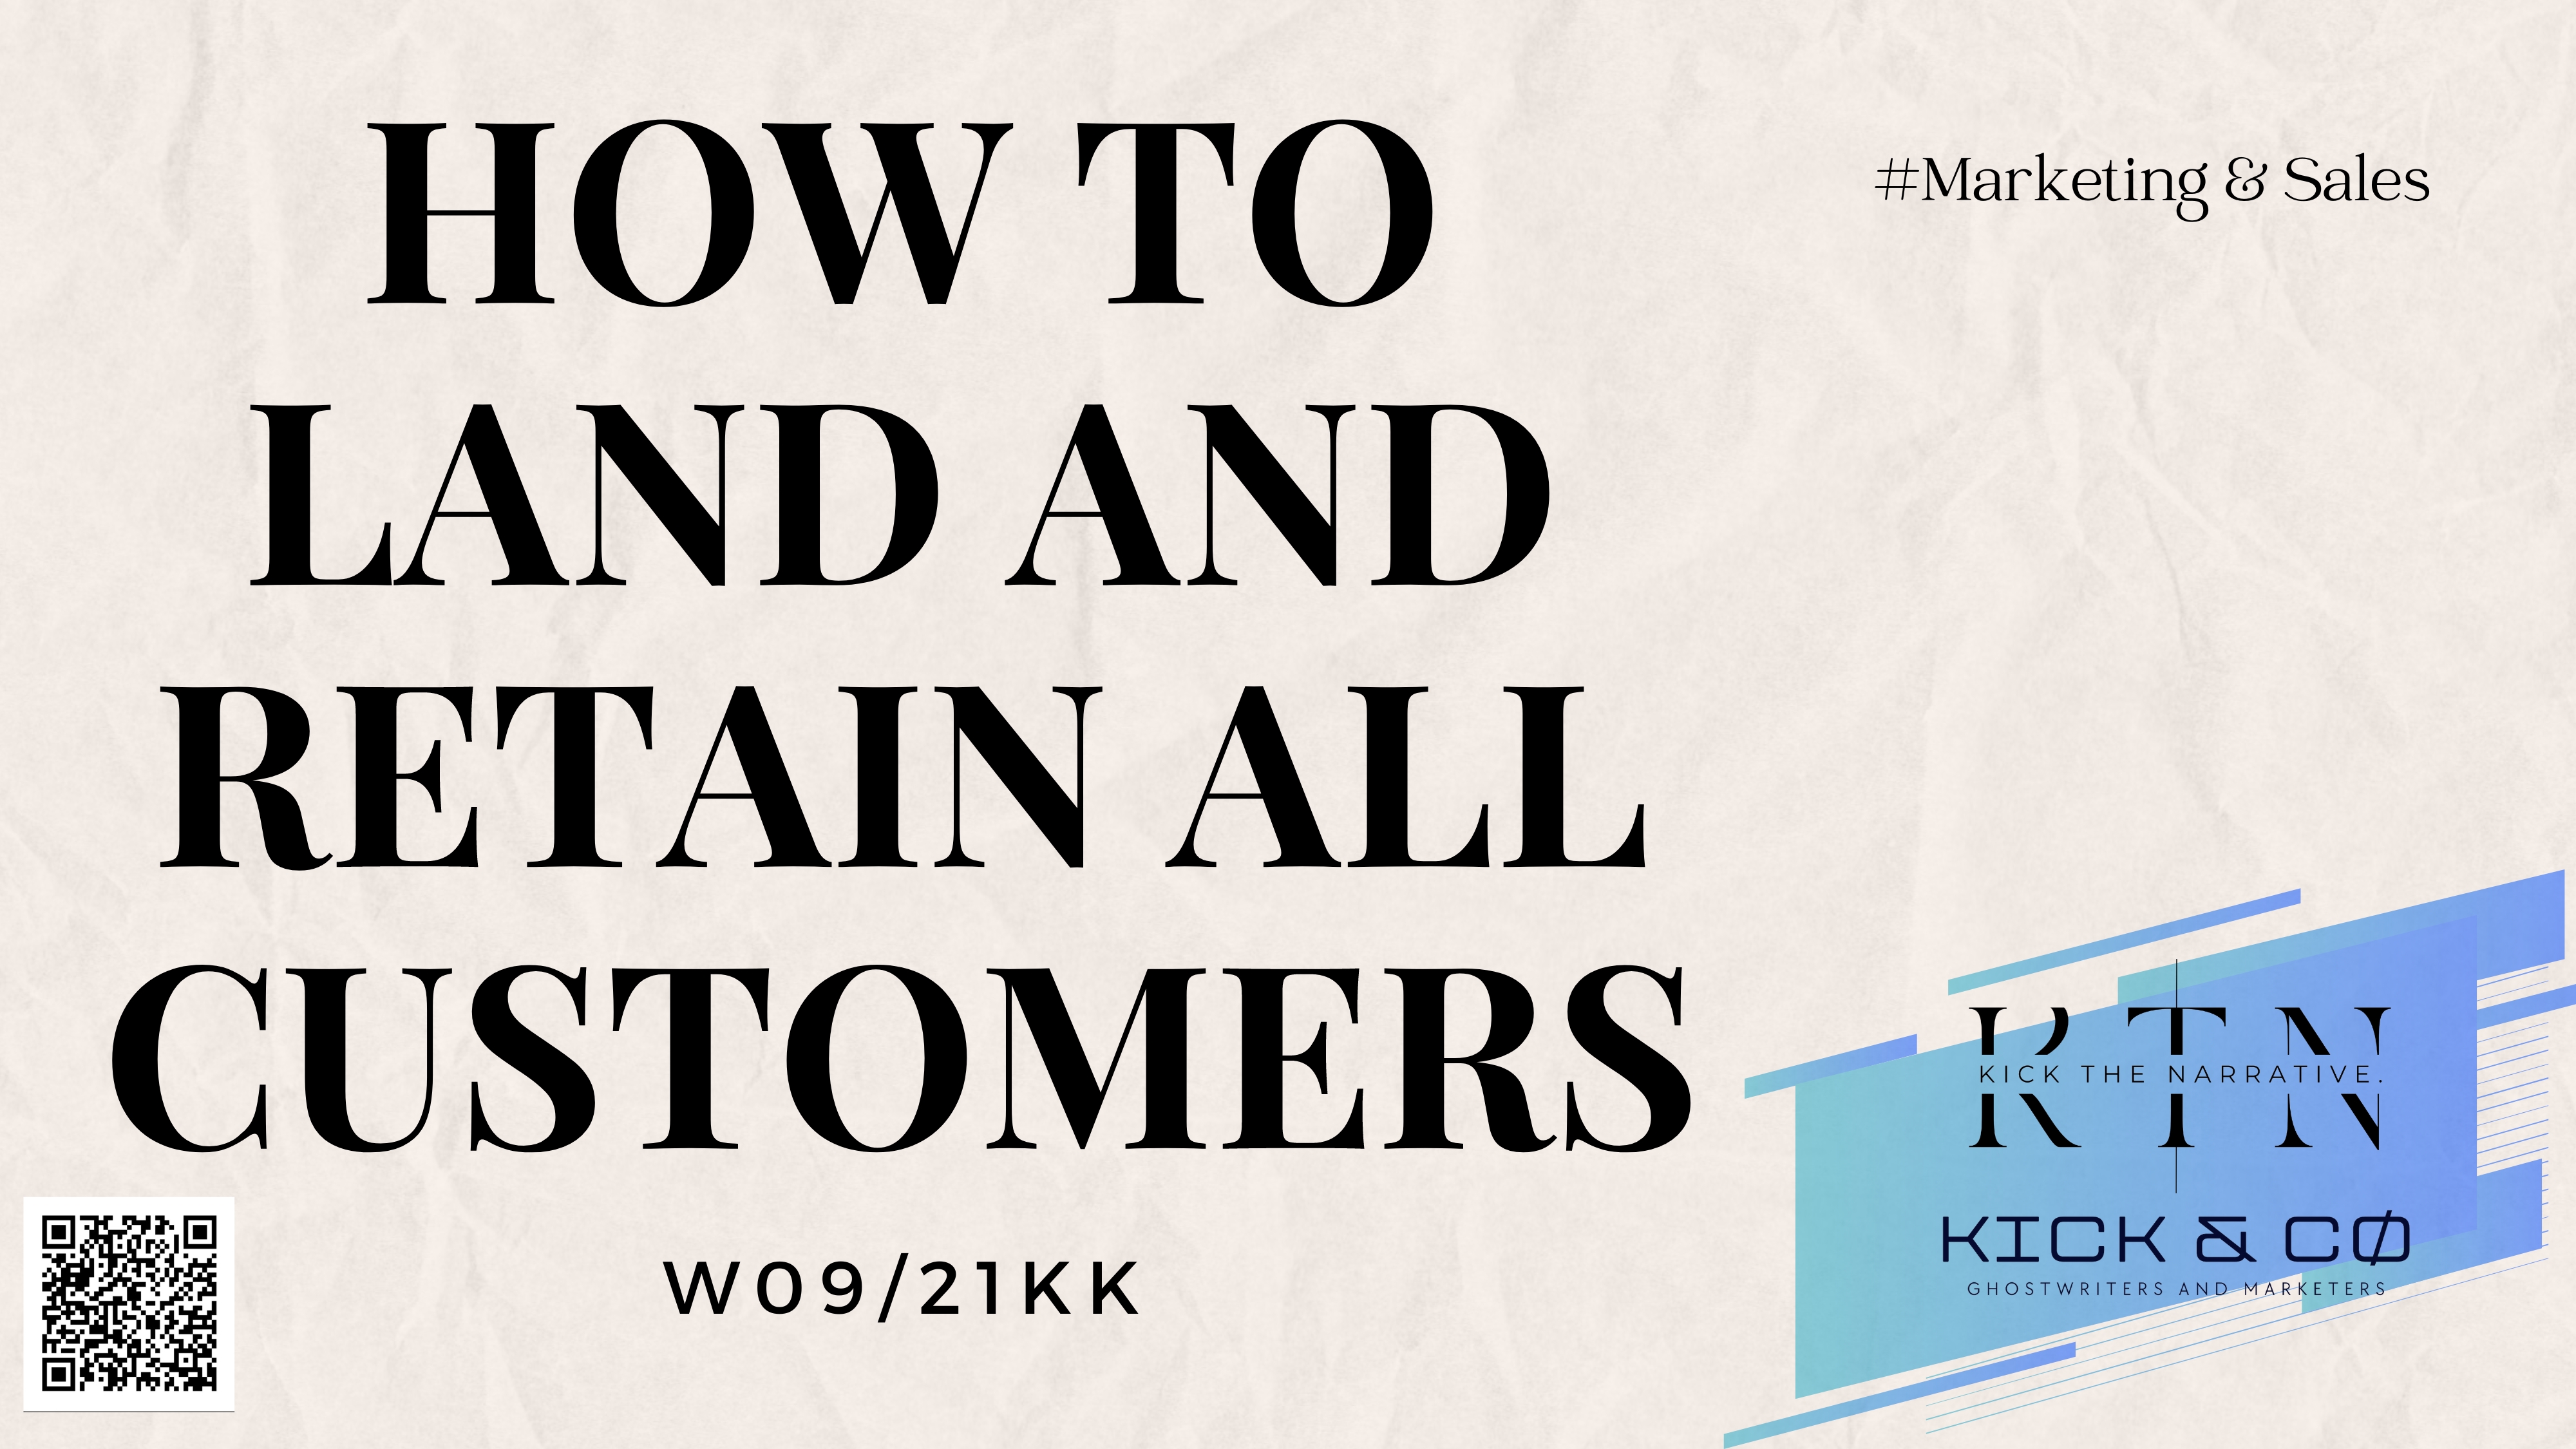 HOW TO
LAND AND
RETAIN ALL
CUSTOMERS
#Marketing & Sales
W09/21KK
KTN
KICK THE NARRATIVE.
KICK & CØ
GHOSTWRITERS AND MARKETERS